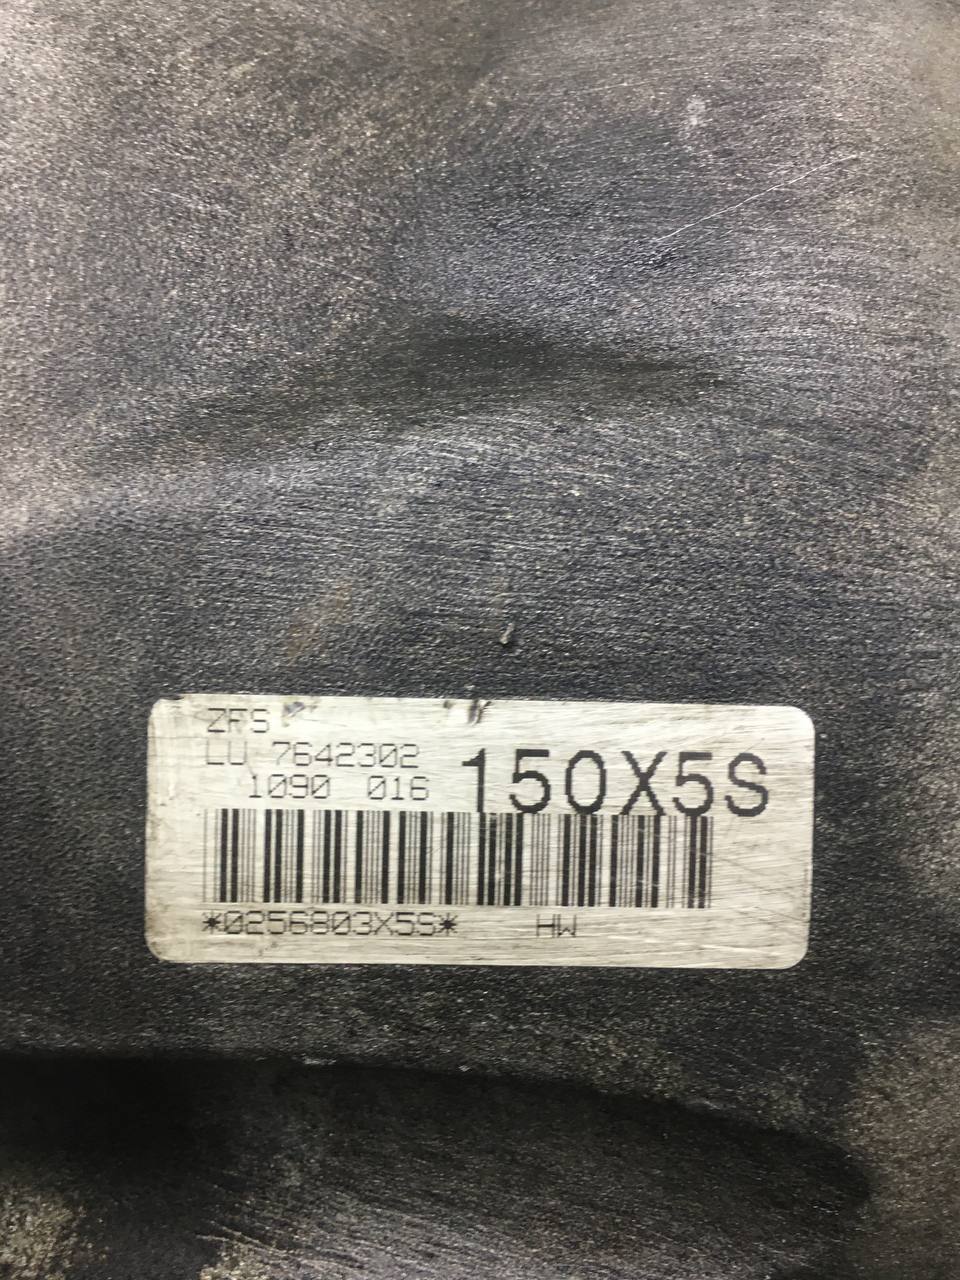 ZFS
LU 7642302
1090 016
150X5S
*0256803X5S* HW